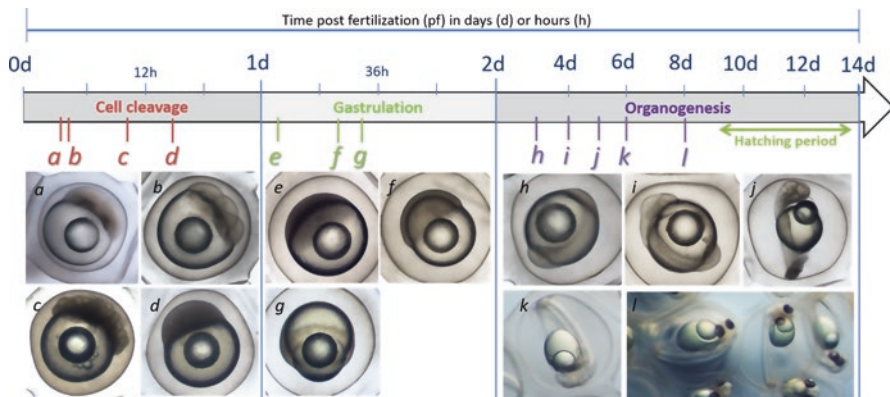 Time post fertilization (pf) in days (d) or hours (h)
0d 12h 1d 36h 2d 4d 6d 8d 10d 12d 14d
Cell cleavage Gastrulation Organogenesis
a b c d e f g h i j k l Hatching period
a b e f h i j
c d g k l